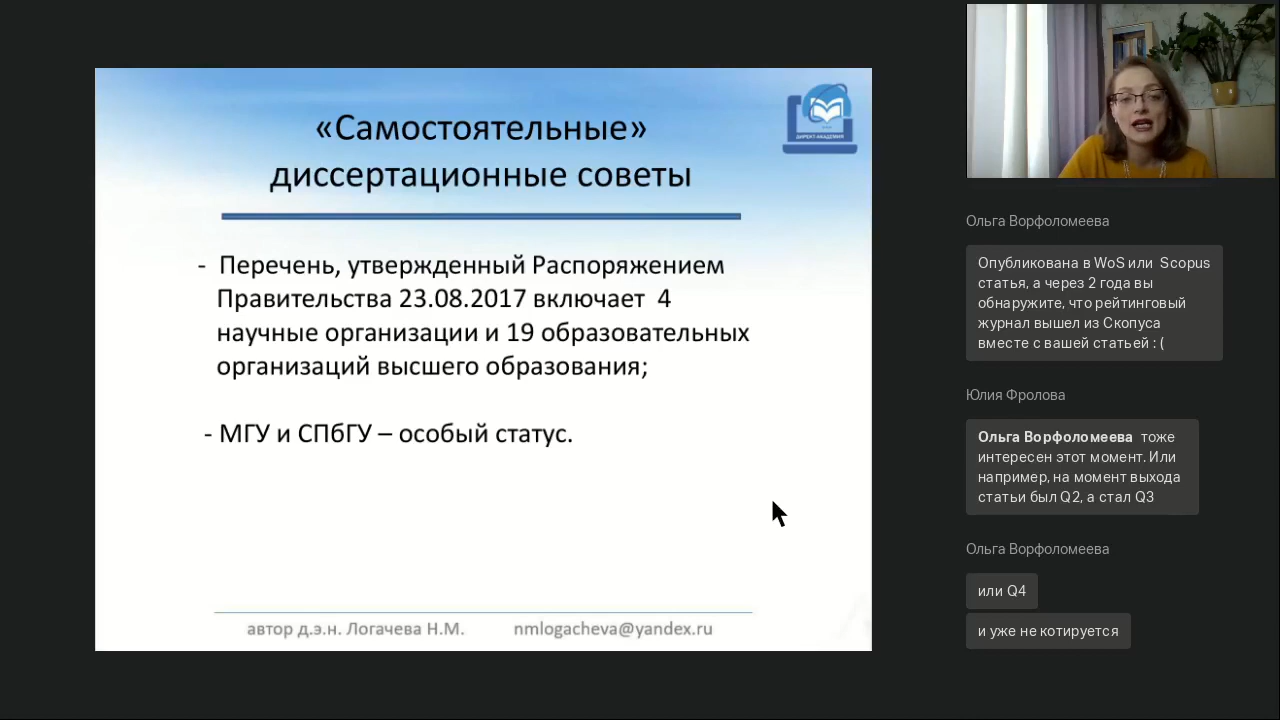 «Самостоятельные»
диссертационные советы
ДИРЕКТ-АКАДЕМИЯ
- Перечень, утвержденный Распоряжением
Правительства 23.08.2017 включает 4
научные организации и 19 образовательных
организаций высшего образования;
- МГУ и СПбГУ – особый статус.
автор д.э.н. Логачева Н.М. nmlogacheva@yandex.ru
Ольга Ворфоломеева
Опубликована в WoS или Scopus
статья, а через 2 года вы
обнаружите, что рейтинговый
журнал вышел из Скопуса
вместе с вашей статьей : (
Юлия Фролова
Ольга Ворфоломеева тоже
интересен этот момент. Или
например, на момент выхода
статьи был Q2, а стал Q3
Ольга Ворфоломеева
или Q4
и уже не котируется